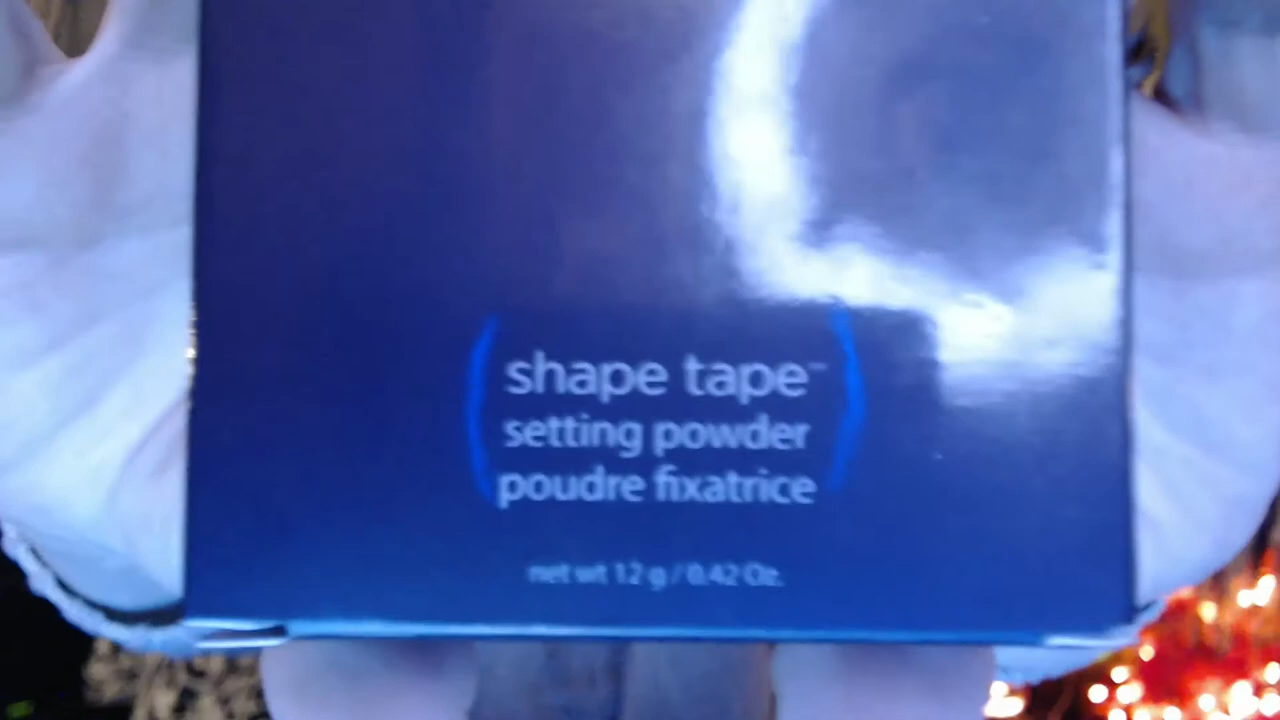 shape tape™
setting powder
poudre fixatrice
net wt 12 g / 0.42 Oz.